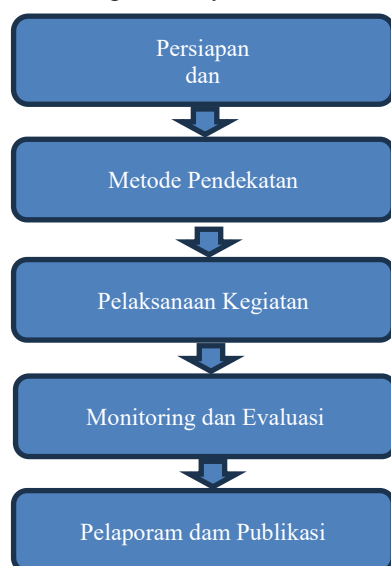 Persiapan
dan
Metode Pendekatan
Pelaksanaan Kegiatan
Monitoring dan Evaluasi
Pelaporam dam Publikasi